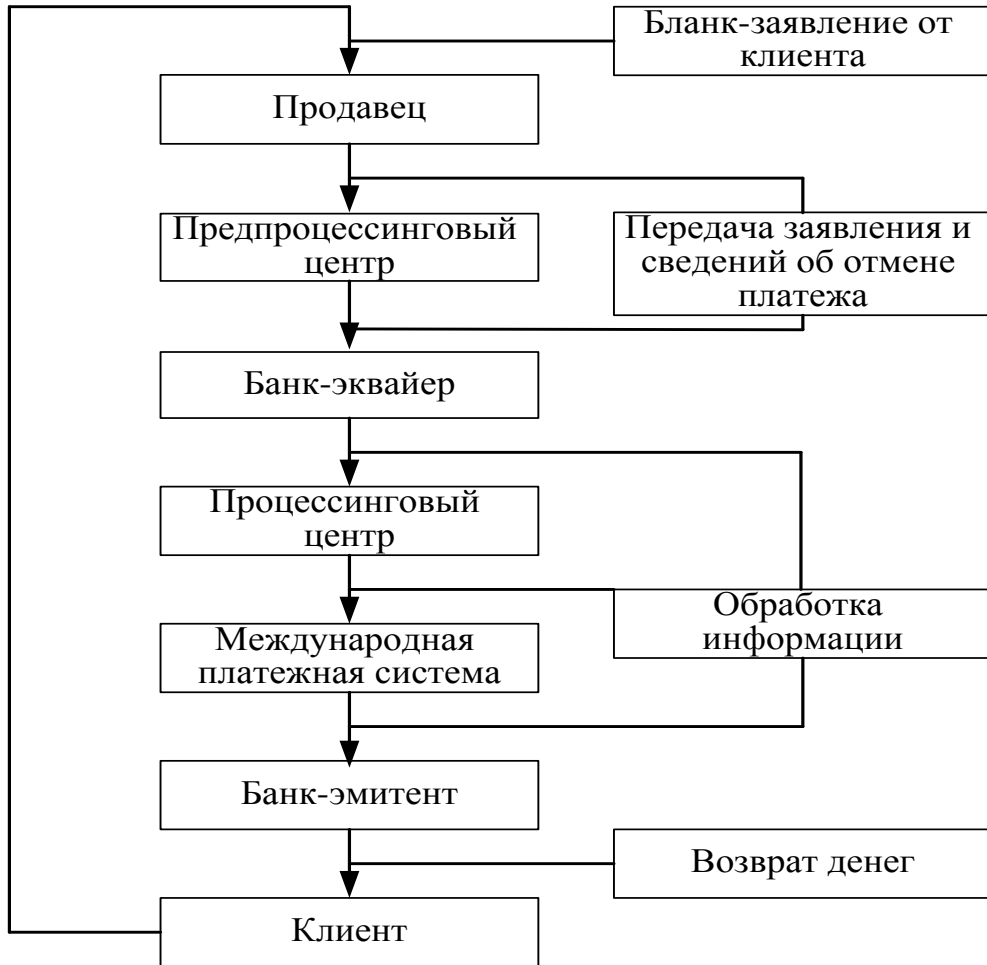 Бланк-заявление от
клиента
Продавец
Предпроцессинговый
центр
Передача заявления и
сведений об отмене
платежа
Банк-эквайер
Процессинговый
центр
Обработка
информации
Международная
платежная система
Банк-эмитент
Возврат денег
Клиент